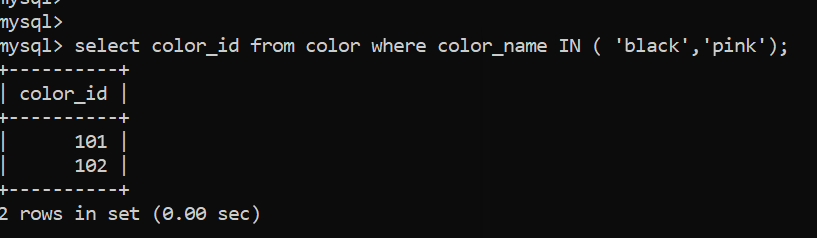 mysql>
mysql>
mysql> select color_id from color where color_name IN ( 'black','pink');
+----------+
| color_id |
+----------+
|      101 |
|      102 |
+----------+
2 rows in set (0.00 sec)